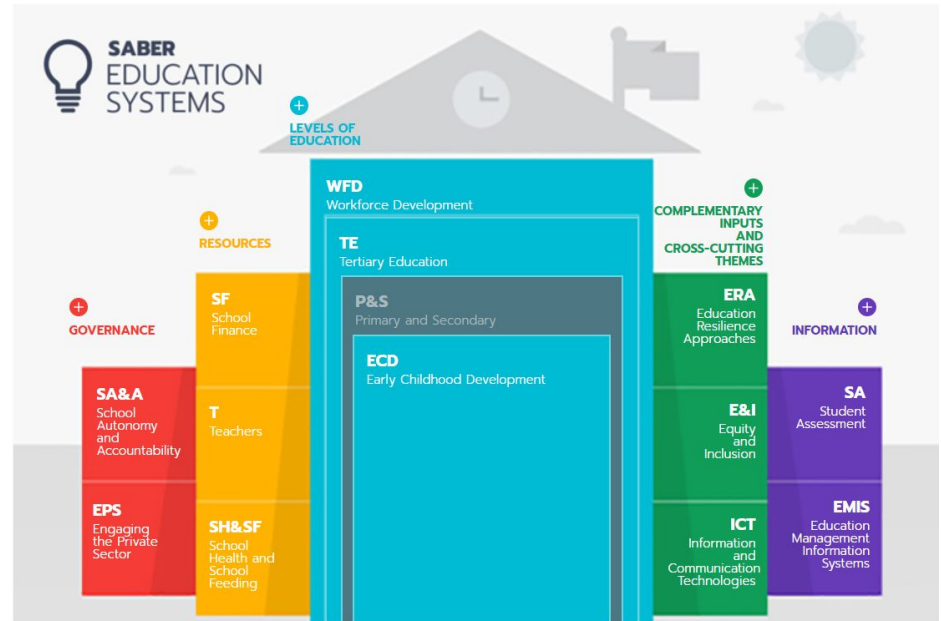 SABER
EDUCATION
SYSTEMS
LEVELS OF
EDUCATION
WFD
Workforce Development
TE
Tertiary Education
P&S
Primary and Secondary
ECD
Early Childhood Development
RESOURCES
SF
School
Finance
T
Teachers
SH&SF
School
Health and
School
Feeding
GOVERNANCE
SA&A
School
Autonomy
and
Accountability
EPS
Engaging
the Private
Sector
COMPLEMENTARY
INPUTS
AND
CROSS-CUTTING
THEMES
ERA
Education
Resilience
Approaches
E&I
Equity
and
Inclusion
ICT
Information
and
Communication
Technologies
INFORMATION
SA
Student
Assessment
EMIS
Education
Management
Information
Systems